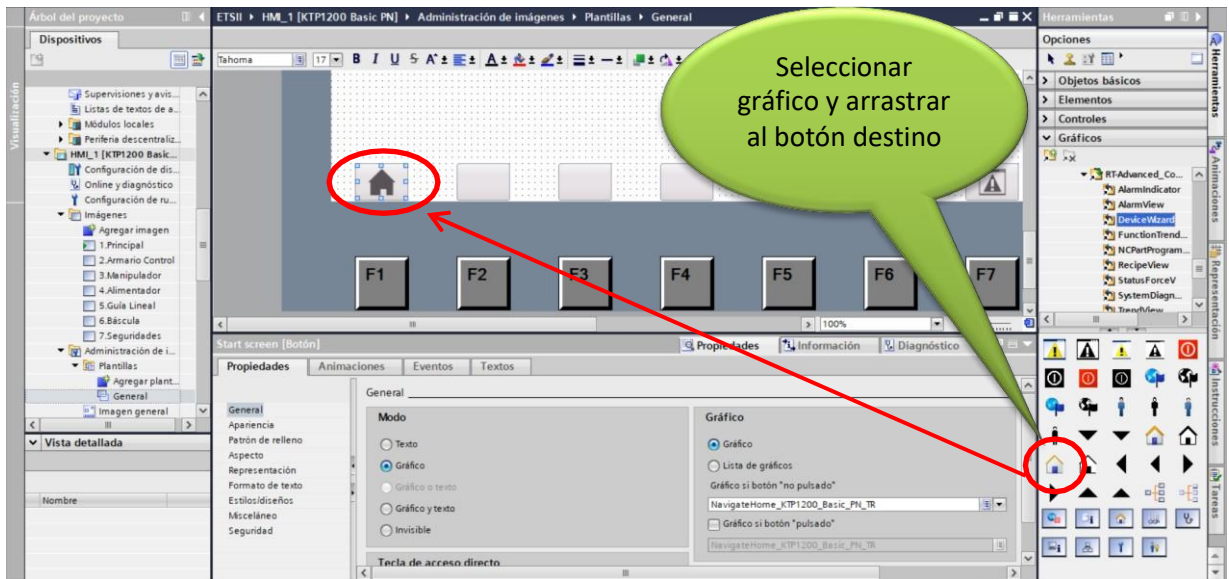 Árbol del proyecto
ETSII ▸ HMI_1 [KTP1200 Basic PN] ▸ Administración de imágenes ▸ Plantillas ▸ General
Herramientas
Dispositivos
Opciones
Tahoma
17
B I U S A
Objetos básicos
Elementos
Controles
Gráficos
Seleccionar
gráfico y arrastrar
al botón destino
Visualización
Supervisiones y avis...
Listas de textos de a...
Módulos locales
Periferia descentraliz...
HMI_1 [KTP1200 Basic...
Configuración de dis...
Online y diagnóstico
Configuración de ru...
Imágenes
Agregar imagen
1.Principal
2.Armario Control
3.Manipulador
4.Alimentador
5.Guía Lineal
6.Báscula
7.Seguridades
Administración de i...
Plantillas
Agregar plant...
General
Imagen general
Vista detallada
Nombre
F1
F2
F3
F4
F5
F6
F7
100%
RT-Advanced_Co...
AlarmIndicator
AlarmView
DeviceWizard
FunctionTrend...
NCPartProgram...
RecipeView
StatusForceV
SystemDiagn...
TrendView
Herramientas
Animaciones
Representación
Instrucciones
Tareas
Start screen [Botón]
Propiedades
Información
Diagnóstico
Propiedades
Animaciones
Eventos
Textos
General
Apariencia
Patrón de relleno
Aspecto
Representación
Formato de texto
Estilos/diseños
Misceláneo
Seguridad
General
Modo
Texto
Gráfico
Gráfico o texto
Gráfico y texto
Invisible
Tecla de acceso directo
Gráfico
Gráfico
Lista de gráficos
Gráfico si botón "no pulsado"
NavigateHome_KTP1200_Basic_PN_TR
Gráfico si botón "pulsado"
NavigateHome_KTP1200_Basic_PN_TR